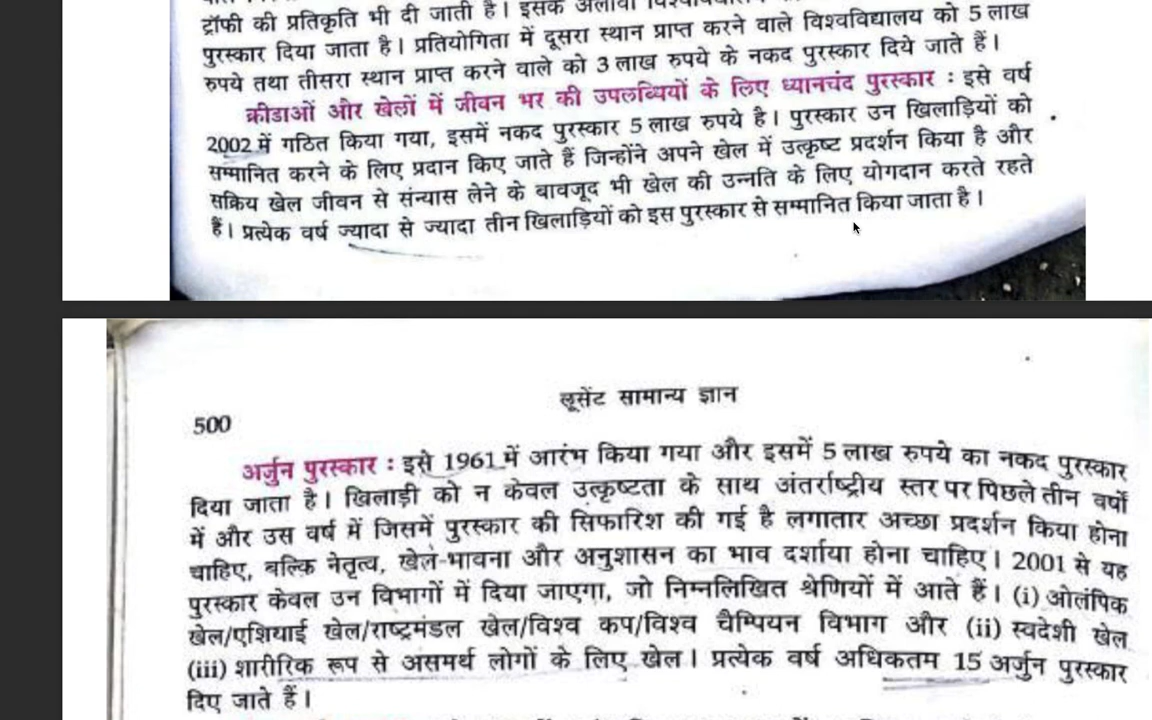 ट्रॉफी की प्रतिकृति भी दी जाती है। इसके अलावा
पुरस्कार दिया जाता है। प्रतियोगिता में दूसरा स्थान प्राप्त करने वाले विश्वविद्यालय को 5 लाख
रुपये तथा तीसरा स्थान प्राप्त करने वाले को 3 लाख रुपये के नकद पुरस्कार दिये जाते हैं।
क्रीडाओं और खेलों में जीवन भर की उपलब्धियों के लिए ध्यानचंद पुरस्कार : इसे वर्ष
2002 में गठित किया गया, इसमें नकद पुरस्कार 5 लाख रुपये है। पुरस्कार उन खिलाड़ियों को
सम्मानित करने के लिए प्रदान किए जाते हैं जिन्होंने अपने खेल में उत्कृष्ट प्रदर्शन किया है और
सक्रिय खेल जीवन से संन्यास लेने के बावजूद भी खेल की उन्नति के लिए योगदान करते रहते
हैं। प्रत्येक वर्ष ज्यादा से ज्यादा तीन खिलाड़ियों को इस पुरस्कार से सम्मानित किया जाता है।
500
लूसेंट सामान्य ज्ञान
अर्जुन पुरस्कार : इसे 1961 में आरंभ किया गया और इसमें 5 लाख रुपये का नकद पुरस्कार
दिया जाता है। खिलाड़ी को न केवल उत्कृष्टता के साथ अंतर्राष्ट्रीय स्तर पर पिछले तीन वर्षों
में और उस वर्ष में जिसमें पुरस्कार की सिफारिश की गई है लगातार अच्छा प्रदर्शन किया होना
चाहिए, बल्कि नेतृत्व, खेल-भावना और अनुशासन का भाव दर्शाया होना चाहिए। 2001 से यह
पुरस्कार केवल उन विभागों में दिया जाएगा, जो निम्नलिखित श्रेणियों में आते हैं। (i) ओलंपिक
खेल/एशियाई खेल/राष्ट्रमंडल खेल/विश्व कप/विश्व चैम्पियन विभाग और (ii) स्वदेशी खेल
(iii) शारीरिक रूप से असमर्थ लोगों के लिए खेल। प्रत्येक वर्ष अधिकतम 15 अर्जुन पुरस्कार
दिए जाते हैं।